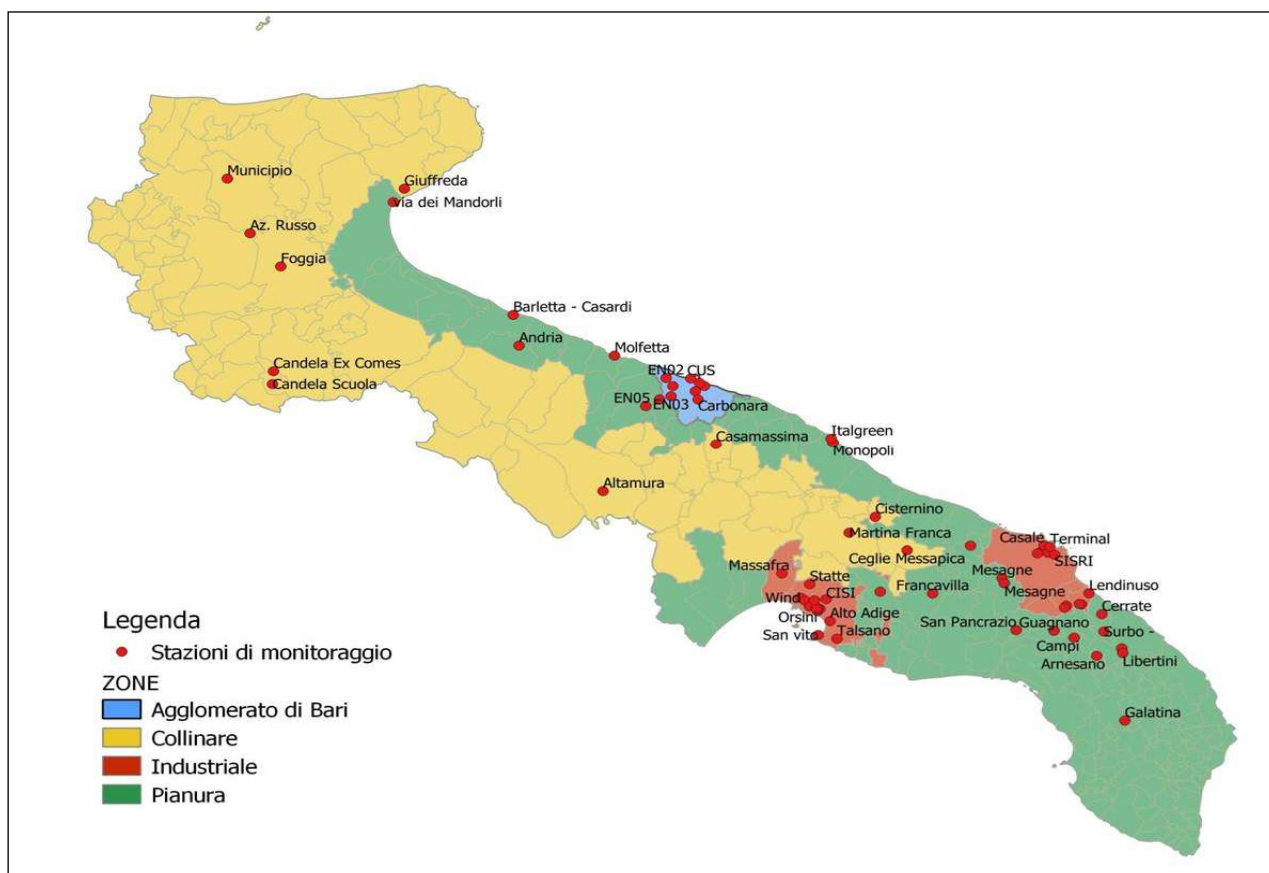 Municipio
Giuffreda
via dei Mandorli
Az. Russo
Foggia
Barletta - Casardi
Andria
Molfetta
Candela Ex Comes
Candela Scuola
EN02
CUS
EN05
EN03
Carbonara
Casamassima
Italgreen
Monopoli
Altamura
Cisternino
Martina Franca
Ceglie Messapica
Casale
Terminal
SISRI
Massafra
Statte
Mesagne
Francavilla
Mesagne
Lendinuso
Wind
CISI
Orsini
Alto Adige
Cerrate
San vito
Talsano
San Pancrazio
Guagnano
Surbo -
Campi
Arnesano
Libertini
Galatina
Legenda
Stazioni di monitoraggio
ZONE
Agglomerato di Bari
Collinare
Industriale
Pianura